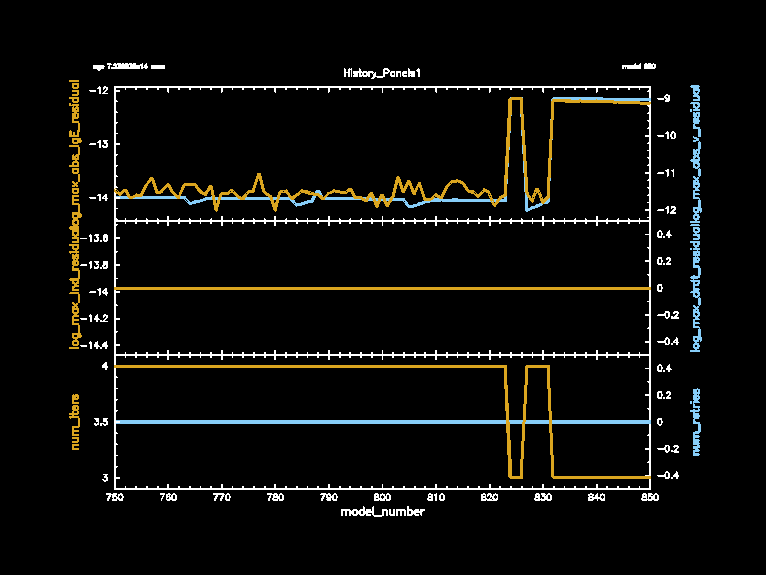 History_Panels1
model 850
log_max_abs_lgE_residual
-12
-13
-14
-9
-10
-11
-12
log_max_abs_v_residual
-13.6
-13.8
-14
-14.2
-14.4
0.4
0.2
0
-0.2
-0.4
log_max_drdt_residual
num_iters
4
3.5
3
0.4
0.2
0
-0.2
-0.4
num_retries
750 760 770 780 790 800 810 820 830 840 850
model_number